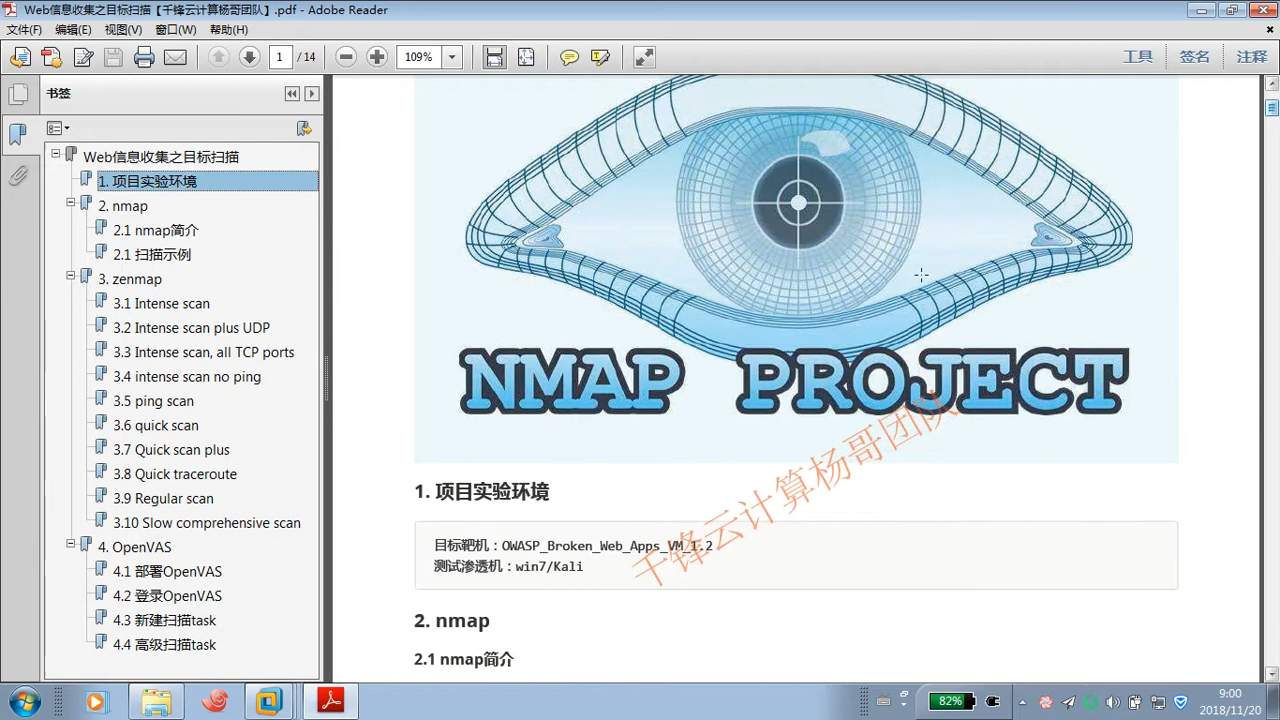 Web信息收集之目标扫描【千锋云计算杨哥团队】.pdf - Adobe Reader
文件(F) 编辑(E) 视图(V) 窗口(W) 帮助(H)
1 / 14 109% 工具 签名 注释
书签
Web信息收集之目标扫描
1. 项目实验环境
2. nmap
2.1 nmap简介
2.1 扫描示例
3. zenmap
3.1 Intense scan
3.2 Intense scan plus UDP
3.3 Intense scan, all TCP ports
3.4 intense scan no ping
3.5 ping scan
3.6 quick scan
3.7 Quick scan plus
3.8 Quick traceroute
3.9 Regular scan
3.10 Slow comprehensive scan
4. OpenVAS
4.1 部署OpenVAS
4.2 登录OpenVAS
4.3 新建扫描task
4.4 高级扫描task
NMAP PROJECT
千锋云计算杨哥团队
1. 项目实验环境
目标靶机：OWASP_Broken_Web_Apps_VM_1.2
测试渗透机：win7/Kali
2. nmap
2.1 nmap简介
82%
9:00
2018/11/20